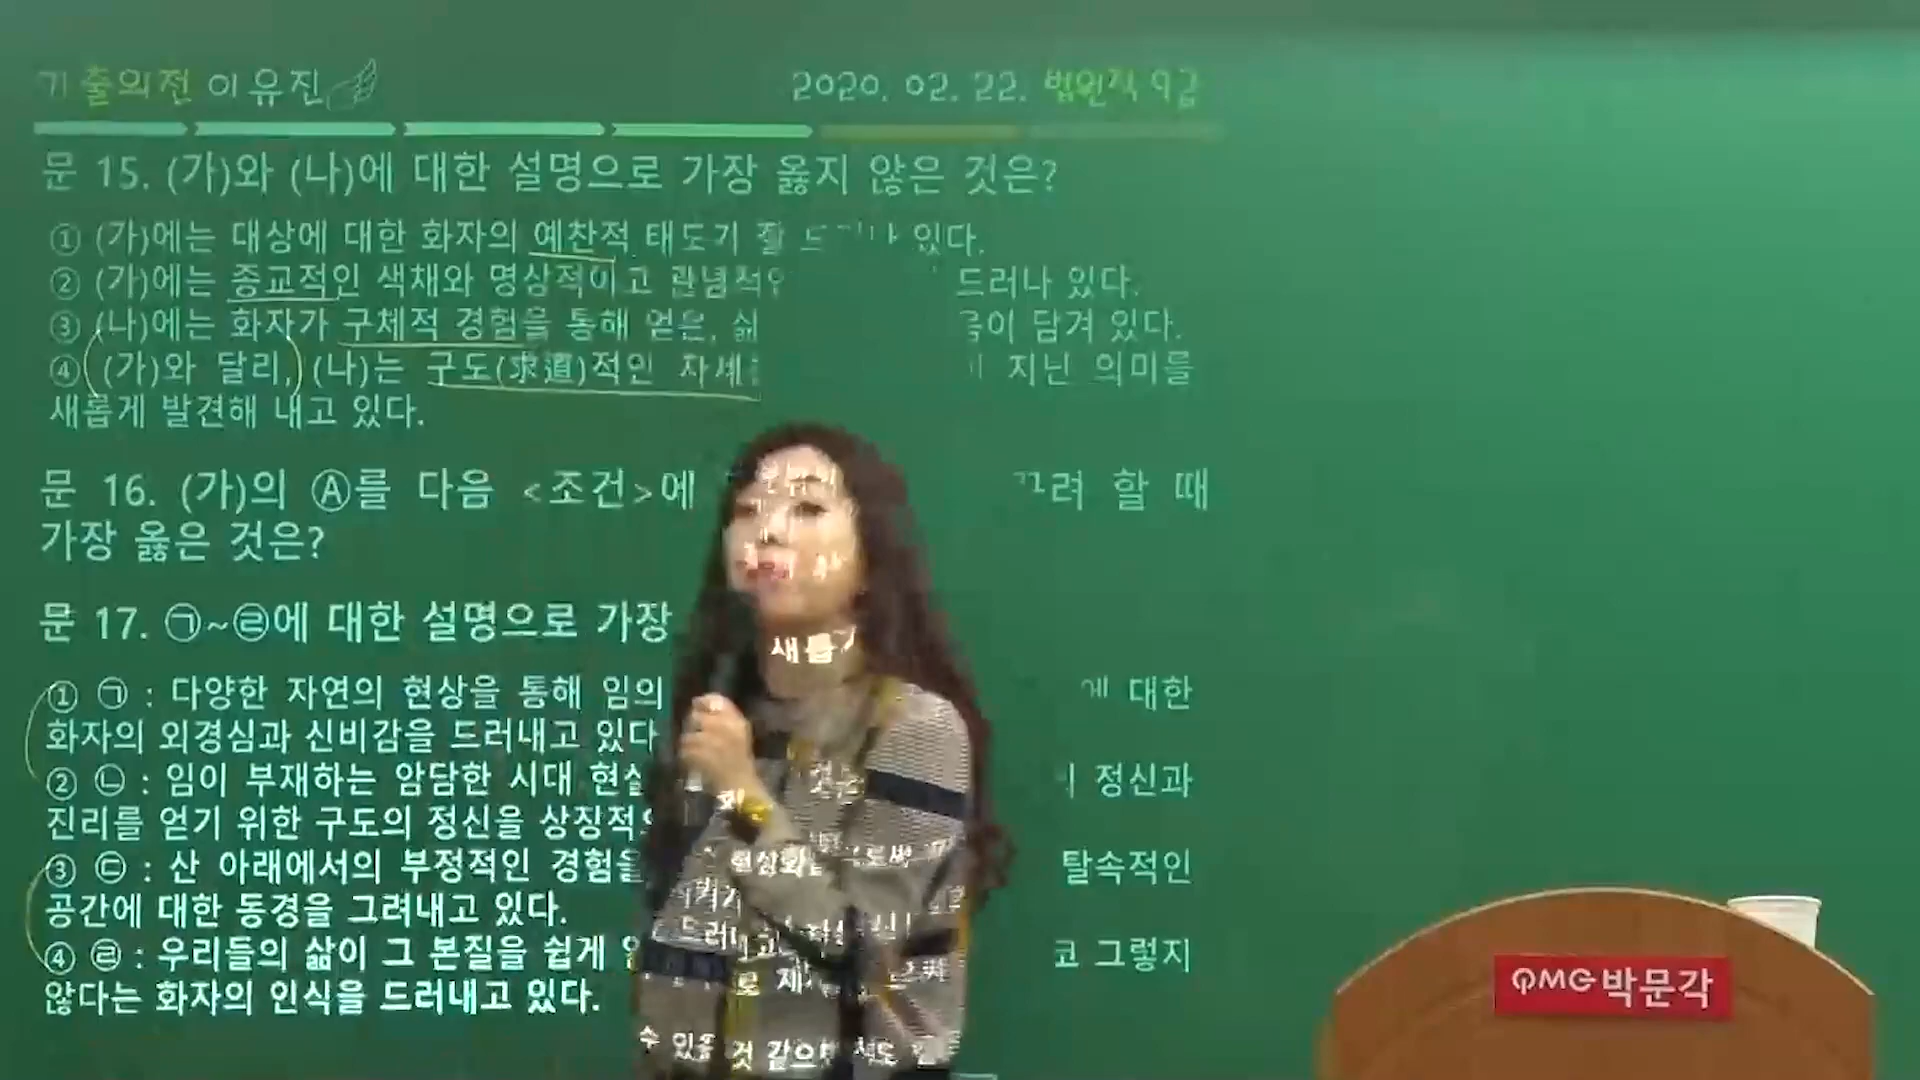 기출의전 이유진
2020. 02. 22. 법원직 9급
문 15. (가)와 (나)에 대한 설명으로 가장 옳지 않은 것은?
① (가)에는 대상에 대한 화자의 예찬적 태도가 잘 있다.
② (가)에는 종교적인 색채와 명상적이고 관념적인 드러나 있다.
③ (나)에는 화자가 구체적 경험을 통해 얻은, 삶 담겨 있다.
④ (가)와 달리, (나)는 구도(求道)적인 자세 지닌 의미를
새롭게 발견해 내고 있다.
문 16. (가)의 Ⓐ를 다음 <조건>에 꾸려 할 때
가장 옳은 것은?
문 17. ㉠~㉣에 대한 설명으로 가장
① ㉠ : 다양한 자연의 현상을 통해 임의 에 대한
화자의 외경심과 신비감을 드러내고 있다
② ㉡ : 임이 부재하는 암담한 시대 현실 정신과
진리를 얻기 위한 구도의 정신을 상징적으
③ ㉢ : 산 아래에서의 부정적인 경험을 탈속적인
공간에 대한 동경을 그려내고 있다.
④ ㉣ : 우리들의 삶이 그 본질을 쉽게 그렇지
않다는 화자의 인식을 드러내고 있다.
PMG 박문각